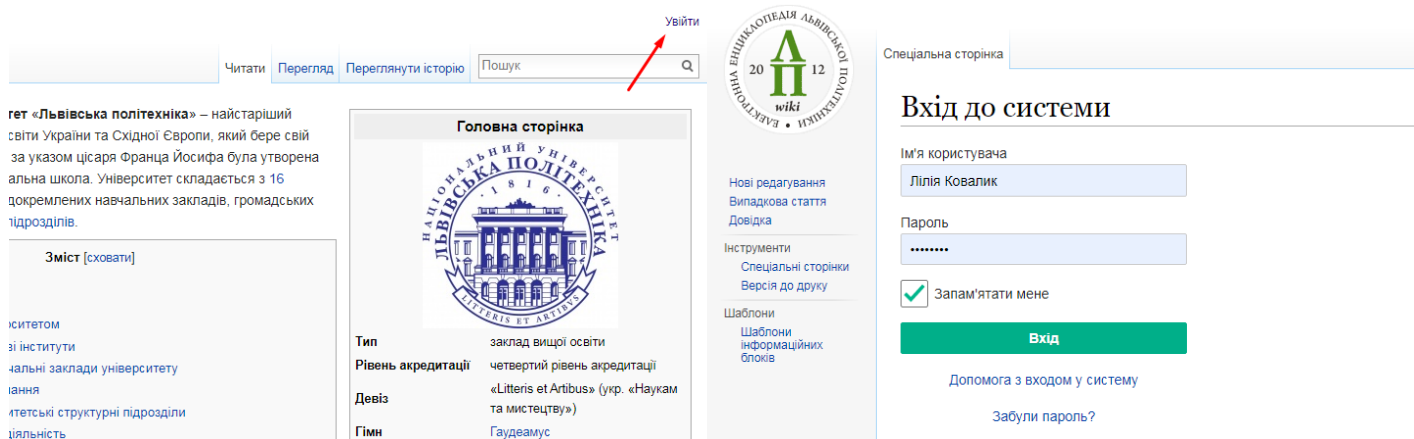 Увійти
Читати Перегляд Переглянути історію Пошук
тет «Львівська політехніка» – найстаріший
світи України та Східної Європи, який бере свій
за указом цісаря Франца Йосифа була утворена
альна школа. Університет складається з 16
докремлених навчальних закладів, громадських
підрозділів.
Зміст [сховати]
рситетом
ві інститути
чальні заклади університету
лання
итетські структурні підрозділи
діяльність
Головна сторінка
НАЦІОНАЛЬНИЙ УНІВЕРСИТЕТ
ЛЬВІВСЬКА ПОЛІТЕХНІКА
1816
LITTERIS ET ARTIBVS
Тип заклад вищої освіти
Рівень акредитації четвертий рівень акредитації
Девіз «Litteris et Artibus» (укр. «Наукам
та мистецтву»)
Гімн Гаудеамус
ЕЛЕКТРОННА ЕНЦИКЛОПЕДІЯ ЛЬВІВСЬКОЇ ПОЛІТЕХНІКИ
20 ЛП 12
wiki
Нові редагування
Випадкова стаття
Довідка
Інструменти
Спеціальні сторінки
Версія до друку
Шаблони
Шаблони
інформаційних
блоків
Спеціальна сторінка
Вхід до системи
Ім'я користувача
Лілія Ковалик
Пароль
••••••••
Запам'ятати мене
Вхід
Допомога з входом у систему
Забули пароль?